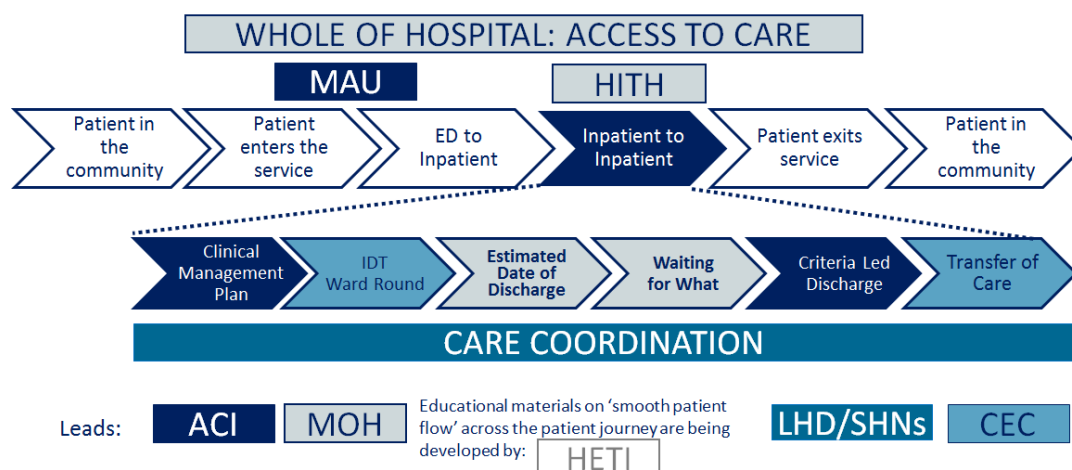 WHOLE OF HOSPITAL: ACCESS TO CARE
MAU
HITH
Patient in
the
community
Patient
enters the
service
ED to
Inpatient
Inpatient to
Inpatient
Patient exits
service
Patient in
the
community
Clinical
Management
Plan
IDT
Ward Round
Estimated
Date of
Discharge
Waiting
for What
Criteria Led
Discharge
Transfer of
Care
CARE COORDINATION
Leads:
ACI
MOH
Educational materials on ‘smooth patient
flow’ across the patient journey are being
developed by:
HETI
LHD/SHNs
CEC